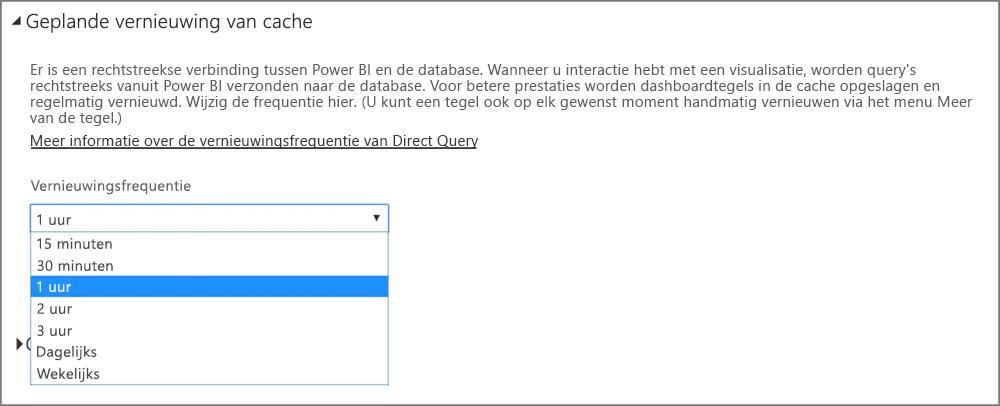 Geplande vernieuwing van cache
Er is een rechtstreekse verbinding tussen Power BI en de database. Wanneer u interactie hebt met een visualisatie, worden query's
rechtstreeks vanuit Power BI verzonden naar de database. Voor betere prestaties worden dashboardtegels in de cache opgeslagen en
regelmatig vernieuwd. Wijzig de frequentie hier. (U kunt een tegel ook op elk gewenst moment handmatig vernieuwen via het menu Meer
van de tegel.)
Meer informatie over de vernieuwingsfrequentie van Direct Query
Vernieuwingsfrequentie
1 uur
15 minuten
30 minuten
1 uur
2 uur
3 uur
Dagelijks
Wekelijks